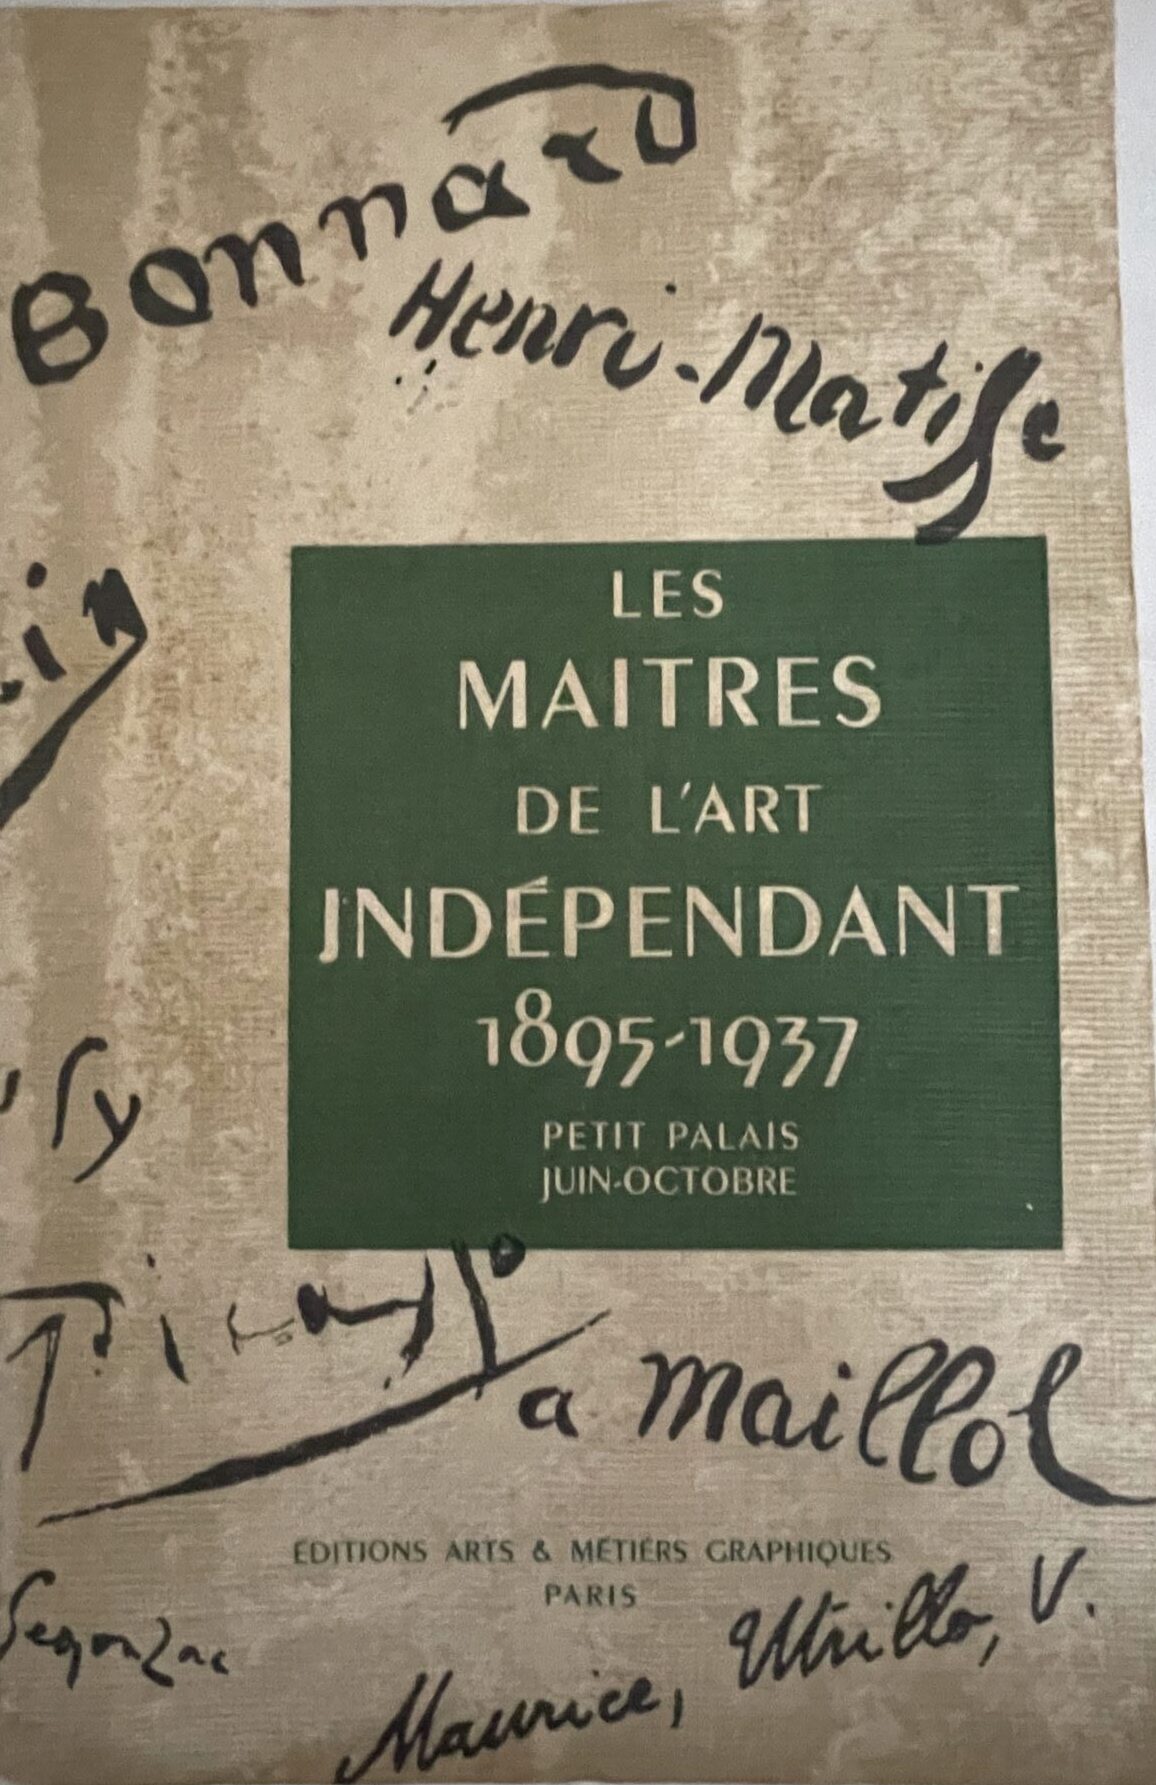 Bonnard
Henri-Matisse
LES
MAITRES
DE L'ART
INDÉPENDANT
1895-1937
PETIT PALAIS
JUIN-OCTOBRE
Picasso
a maillol
EDITIONS ARTS & MÉTIERS GRAPHIQUES
PARIS
Segonzac
Maurice, Utrillo, V.